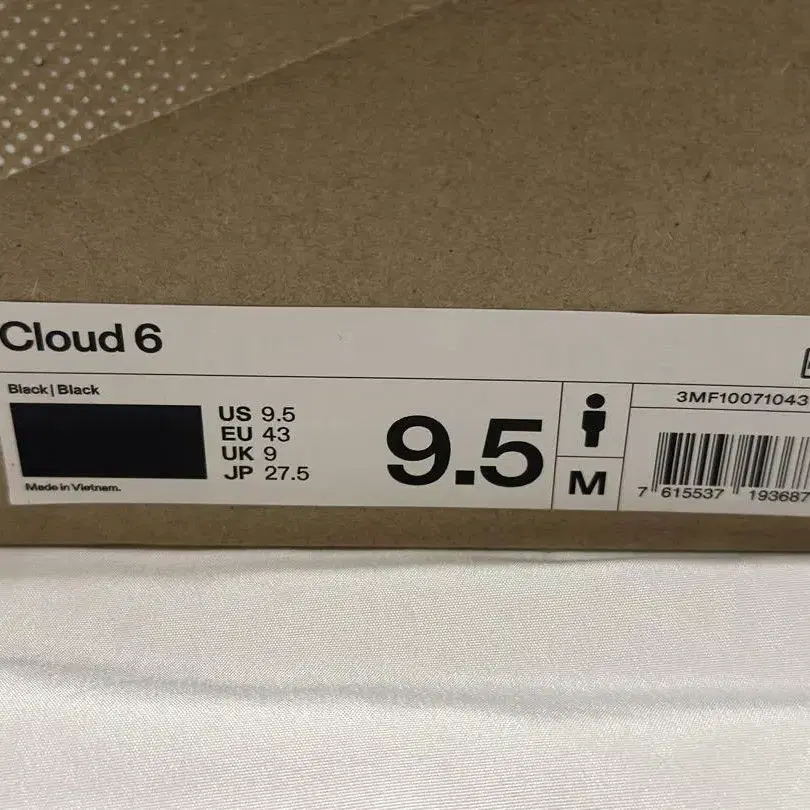 Cloud 6
Black | Black
US 9.5
EU 43
UK 9
JP 27.5
Made in Vietnam.
9.5
M
3MF10071043
7 615537 193687